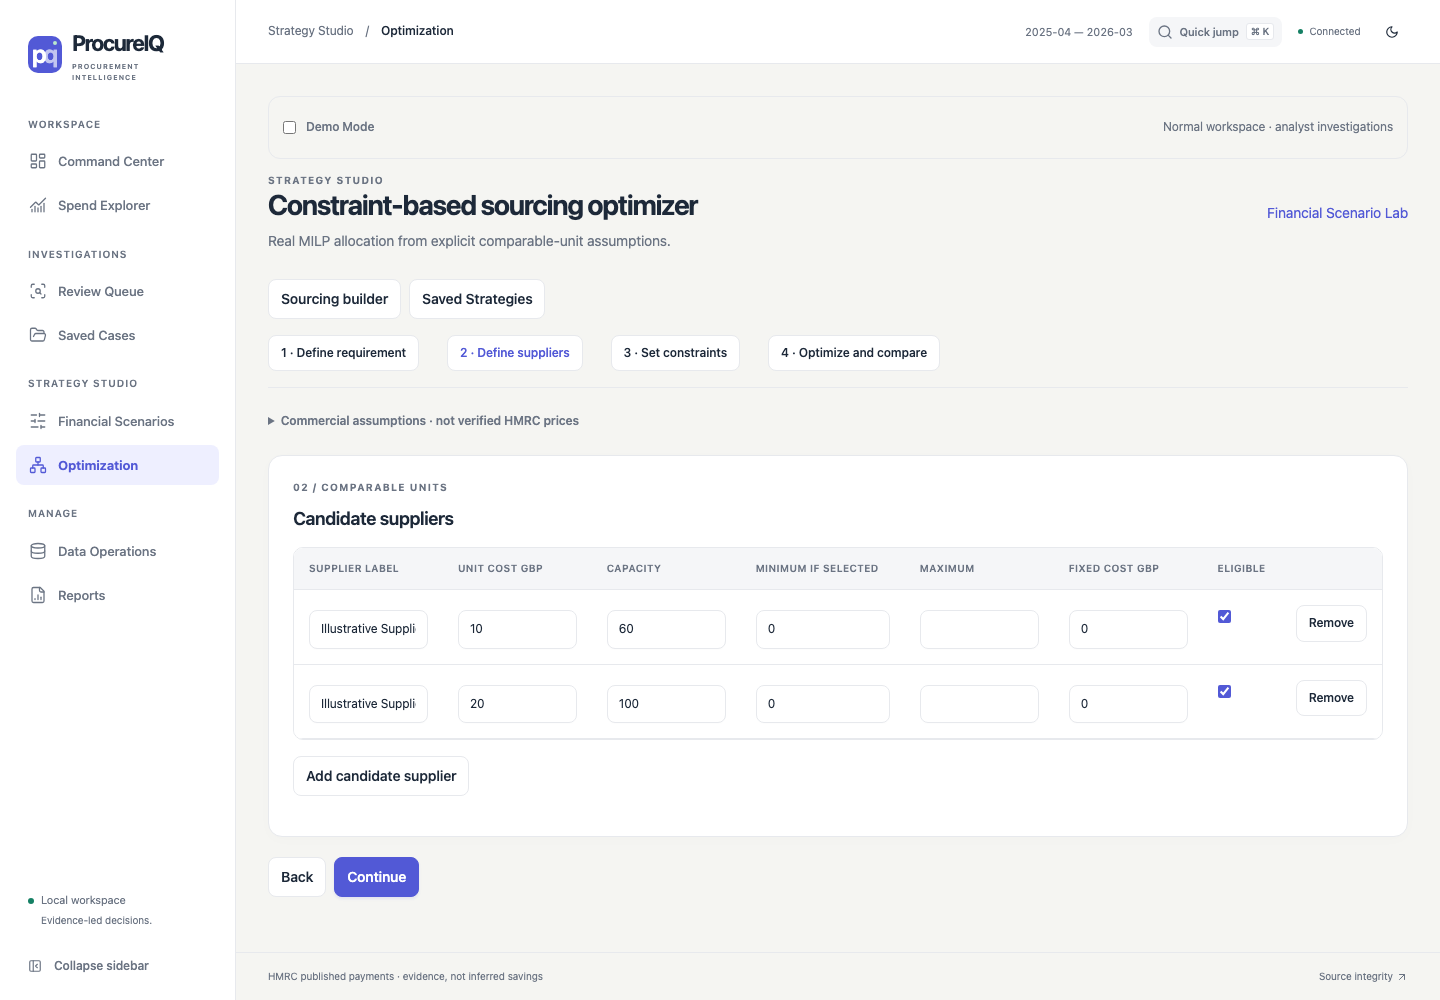 pq
ProcureIQ
PROCUREMENT
INTELLIGENCE
WORKSPACE
Command Center
Spend Explorer
INVESTIGATIONS
Review Queue
Saved Cases
STRATEGY STUDIO
Financial Scenarios
Optimization
MANAGE
Data Operations
Reports
Local workspace
Evidence-led decisions.
Collapse sidebar
Strategy Studio / Optimization
2025-04 — 2026-03
Quick jump ⌘ K
Connected
Demo Mode
Normal workspace · analyst investigations
STRATEGY STUDIO
Constraint-based sourcing optimizer
Financial Scenario Lab
Real MILP allocation from explicit comparable-unit assumptions.
Sourcing builder Saved Strategies
1 · Define requirement 2 · Define suppliers 3 · Set constraints 4 · Optimize and compare
Commercial assumptions · not verified HMRC prices
02 / COMPARABLE UNITS
Candidate suppliers
SUPPLIER LABEL UNIT COST GBP CAPACITY MINIMUM IF SELECTED MAXIMUM FIXED COST GBP ELIGIBLE
Illustrative Suppli 10 60 0 0 Remove
Illustrative Suppli 20 100 0 0 Remove
Add candidate supplier
Back Continue
HMRC published payments · evidence, not inferred savings
Source integrity